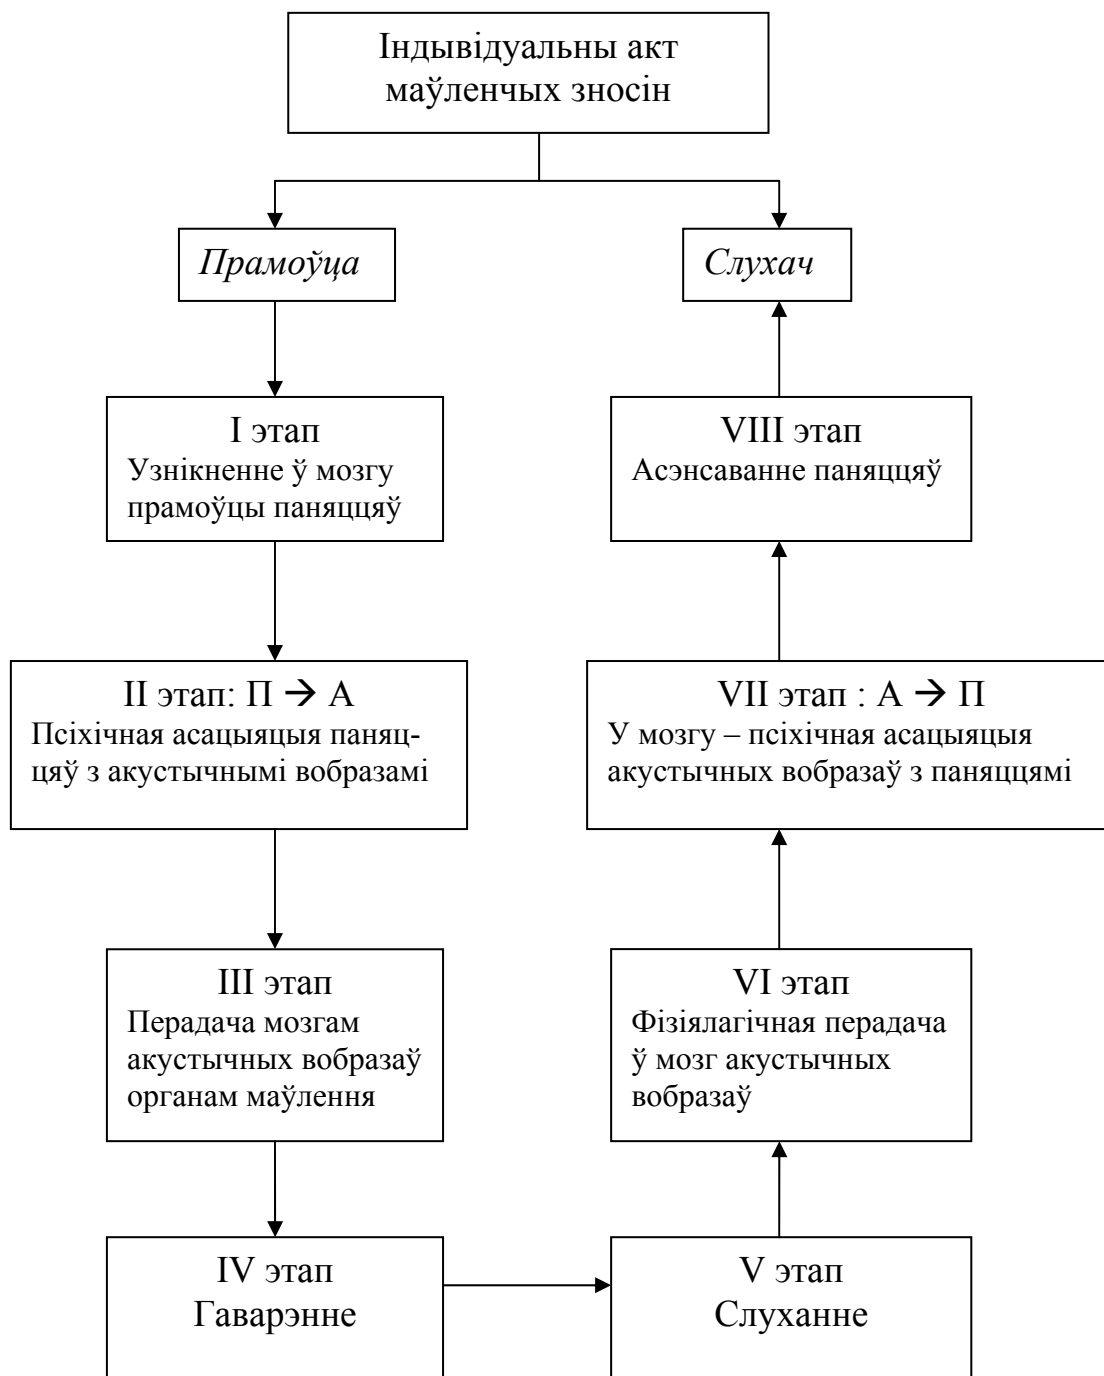 Індывідуальны акт
маўленчых зносін
Прамоўца
Слухач
I этап
Узнікненне ў мозгу
прамоўцы паняццяў
VIII этап
Асэнсаванне паняццяў
II этап: П → А
Псіхічная асацыяцыя паняц-
цяў з акустычнымі вобразамі
VII этап : А → П
У мозгу – псіхічная асацыяцыя
акустычных вобразаў з паняццямі
III этап
Перадача мозгам
акустычных вобразаў
органам маўлення
VI этап
Фізіялагічная перадача
ў мозг акустычных
вобразаў
IV этап
Гаварэнне
V этап
Слуханне